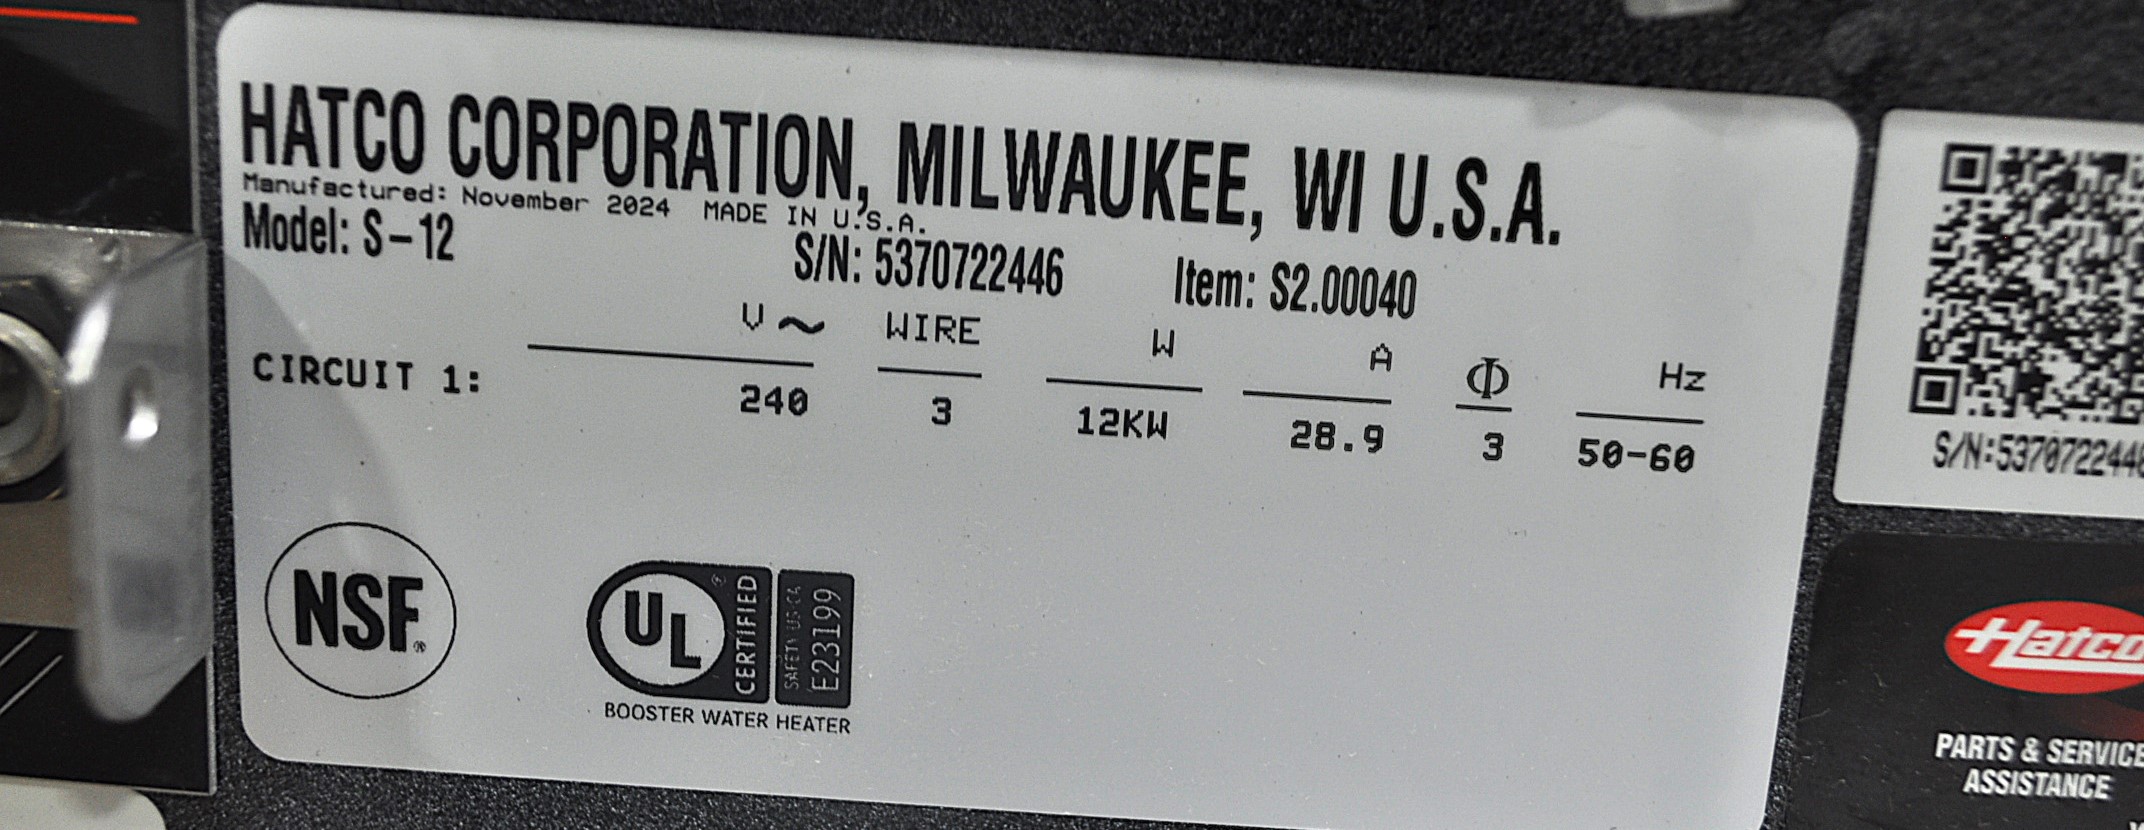 HATCO CORPORATION, MILWAUKEE, WI U.S.A.
Manufactured: November 2024 MADE IN U.S.A.
Model: S-12
S/N: 5370722446
Item: S2.00040
V ~ WIRE W A Φ Hz
CIRCUIT 1: 240 3 12KW 28.9 3 50-60
NSF®
UL® CERTIFIED
SAFETY US-CA
E23199
BOOSTER WATER HEATER
S/N:537072244
Hatco
PARTS & SERVICE
ASSISTANCE